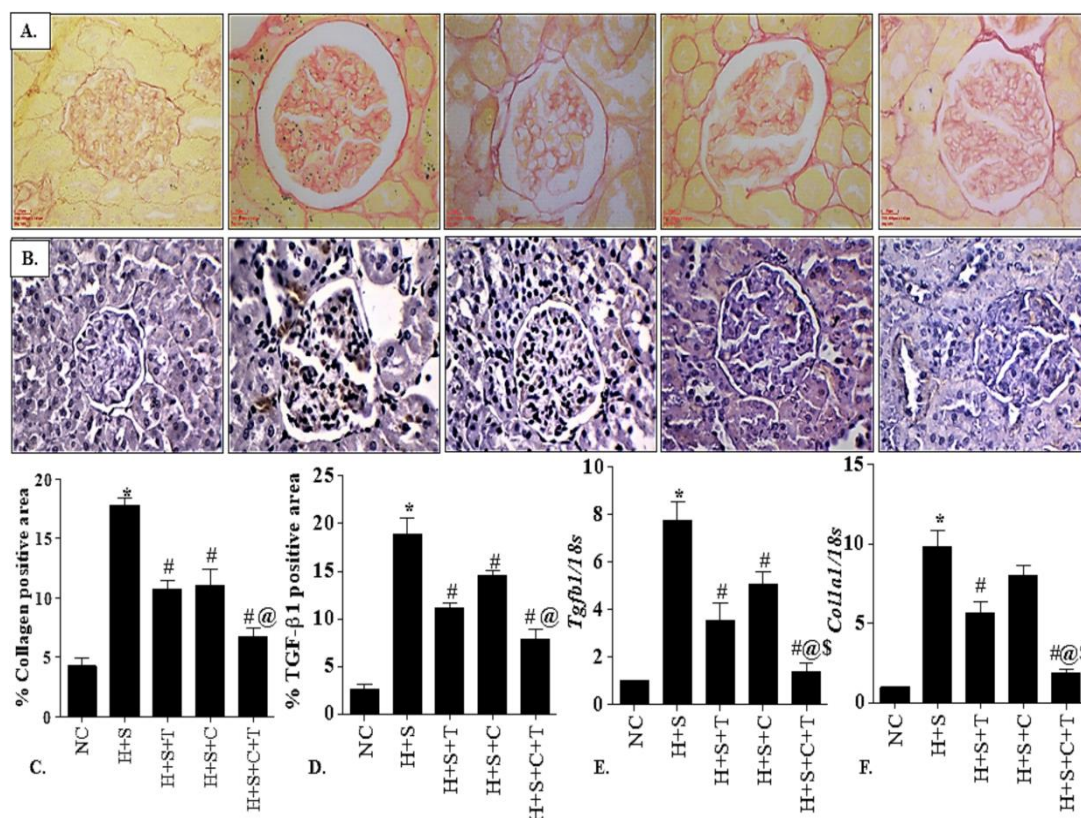 A.
B.
20
15
10
5
0
% Collagen positive area
*
#
#
#@
NC
H+S
H+S+T
H+S+C
H+S+C+T
C.
25
20
15
10
5
0
% TGF-β1 positive area
*
#
#
#@
NC
H+S
H+S+T
H+S+C
H+S+C+T
D.
10
8
6
4
2
0
Tgfb1/18s
*
#
#
#@$
NC
H+S
H+S+T
H+S+C
H+S+C+T
E.
15
10
5
0
Col1a1/18s
*
#
#@$
NC
H+S
H+S+T
H+S+C
H+S+C+T
F.